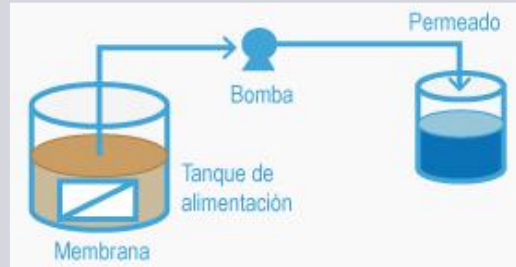 Permeado
Bomba
Tanque de
alimentación
Membrana